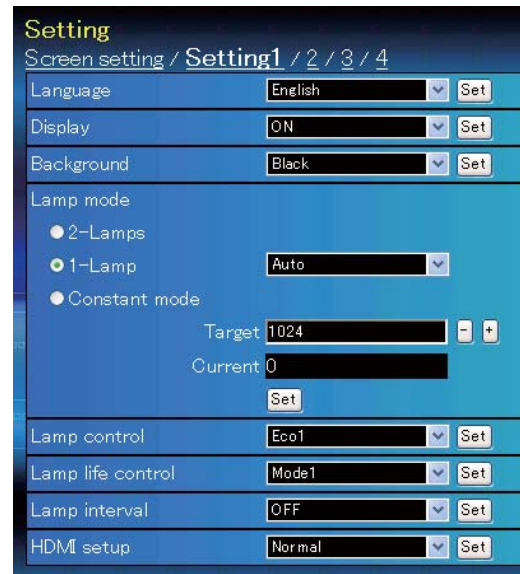 Setting
Screen setting / Setting1 / 2 / 3 / 4
Language English Set
Display ON Set
Background Black Set
Lamp mode
2-Lamps
1-Lamp Auto
Constant mode
Target 1024 - +
Current 0
Set
Lamp control Eco1 Set
Lamp life control Mode1 Set
Lamp interval OFF Set
HDMI setup Normal Set